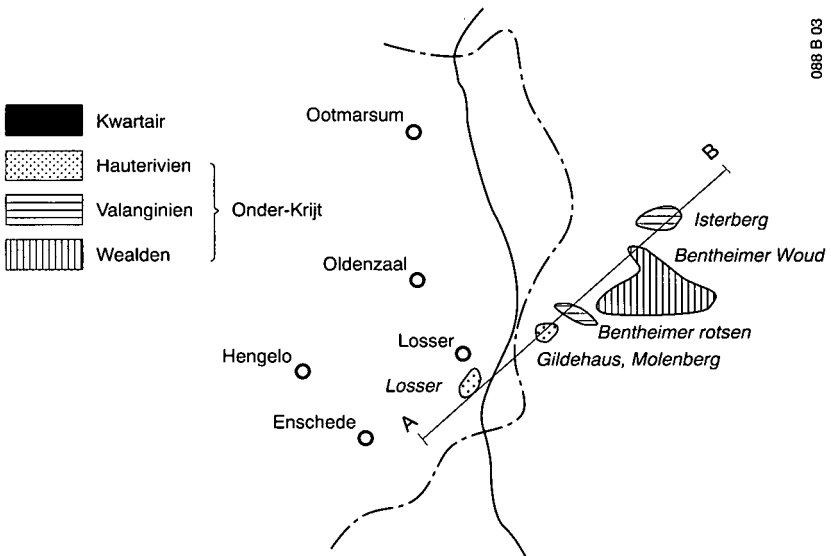 088 B 03
Kwartair
Hauterivien
Valanginien
Onder-Krijt
Wealden
Ootmarsum
Oldenzaal
Losser
Hengelo
Losser
Enschede
A
B
Isterberg
Bentheimer Woud
Bentheimer rotsen
Gildehaus, Molenberg